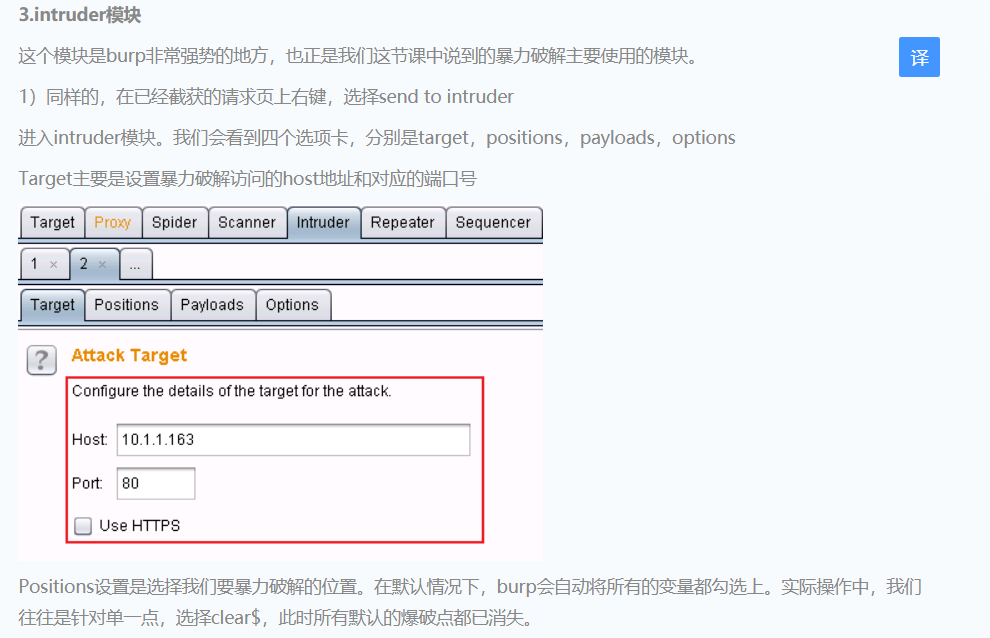 3.intruder模块
这个模块是burp非常强势的地方，也正是我们这节课中说到的暴力破解主要使用的模块。
译
1）同样的，在已经截获的请求页上右键，选择send to intruder
进入intruder模块。我们会看到四个选项卡，分别是target，positions，payloads，options
Target主要是设置暴力破解访问的host地址和对应的端口号
Target Proxy Spider Scanner Intruder Repeater Sequencer
1 × 2 × ...
Target Positions Payloads Options
? Attack Target
Configure the details of the target for the attack.
Host: 10.1.1.163
Port: 80
Use HTTPS
Positions设置是选择我们要暴力破解的位置。在默认情况下，burp会自动将所有的变量都勾选上。实际操作中，我们
往往是针对单一点，选择clear$，此时所有默认的爆破点都已消失。